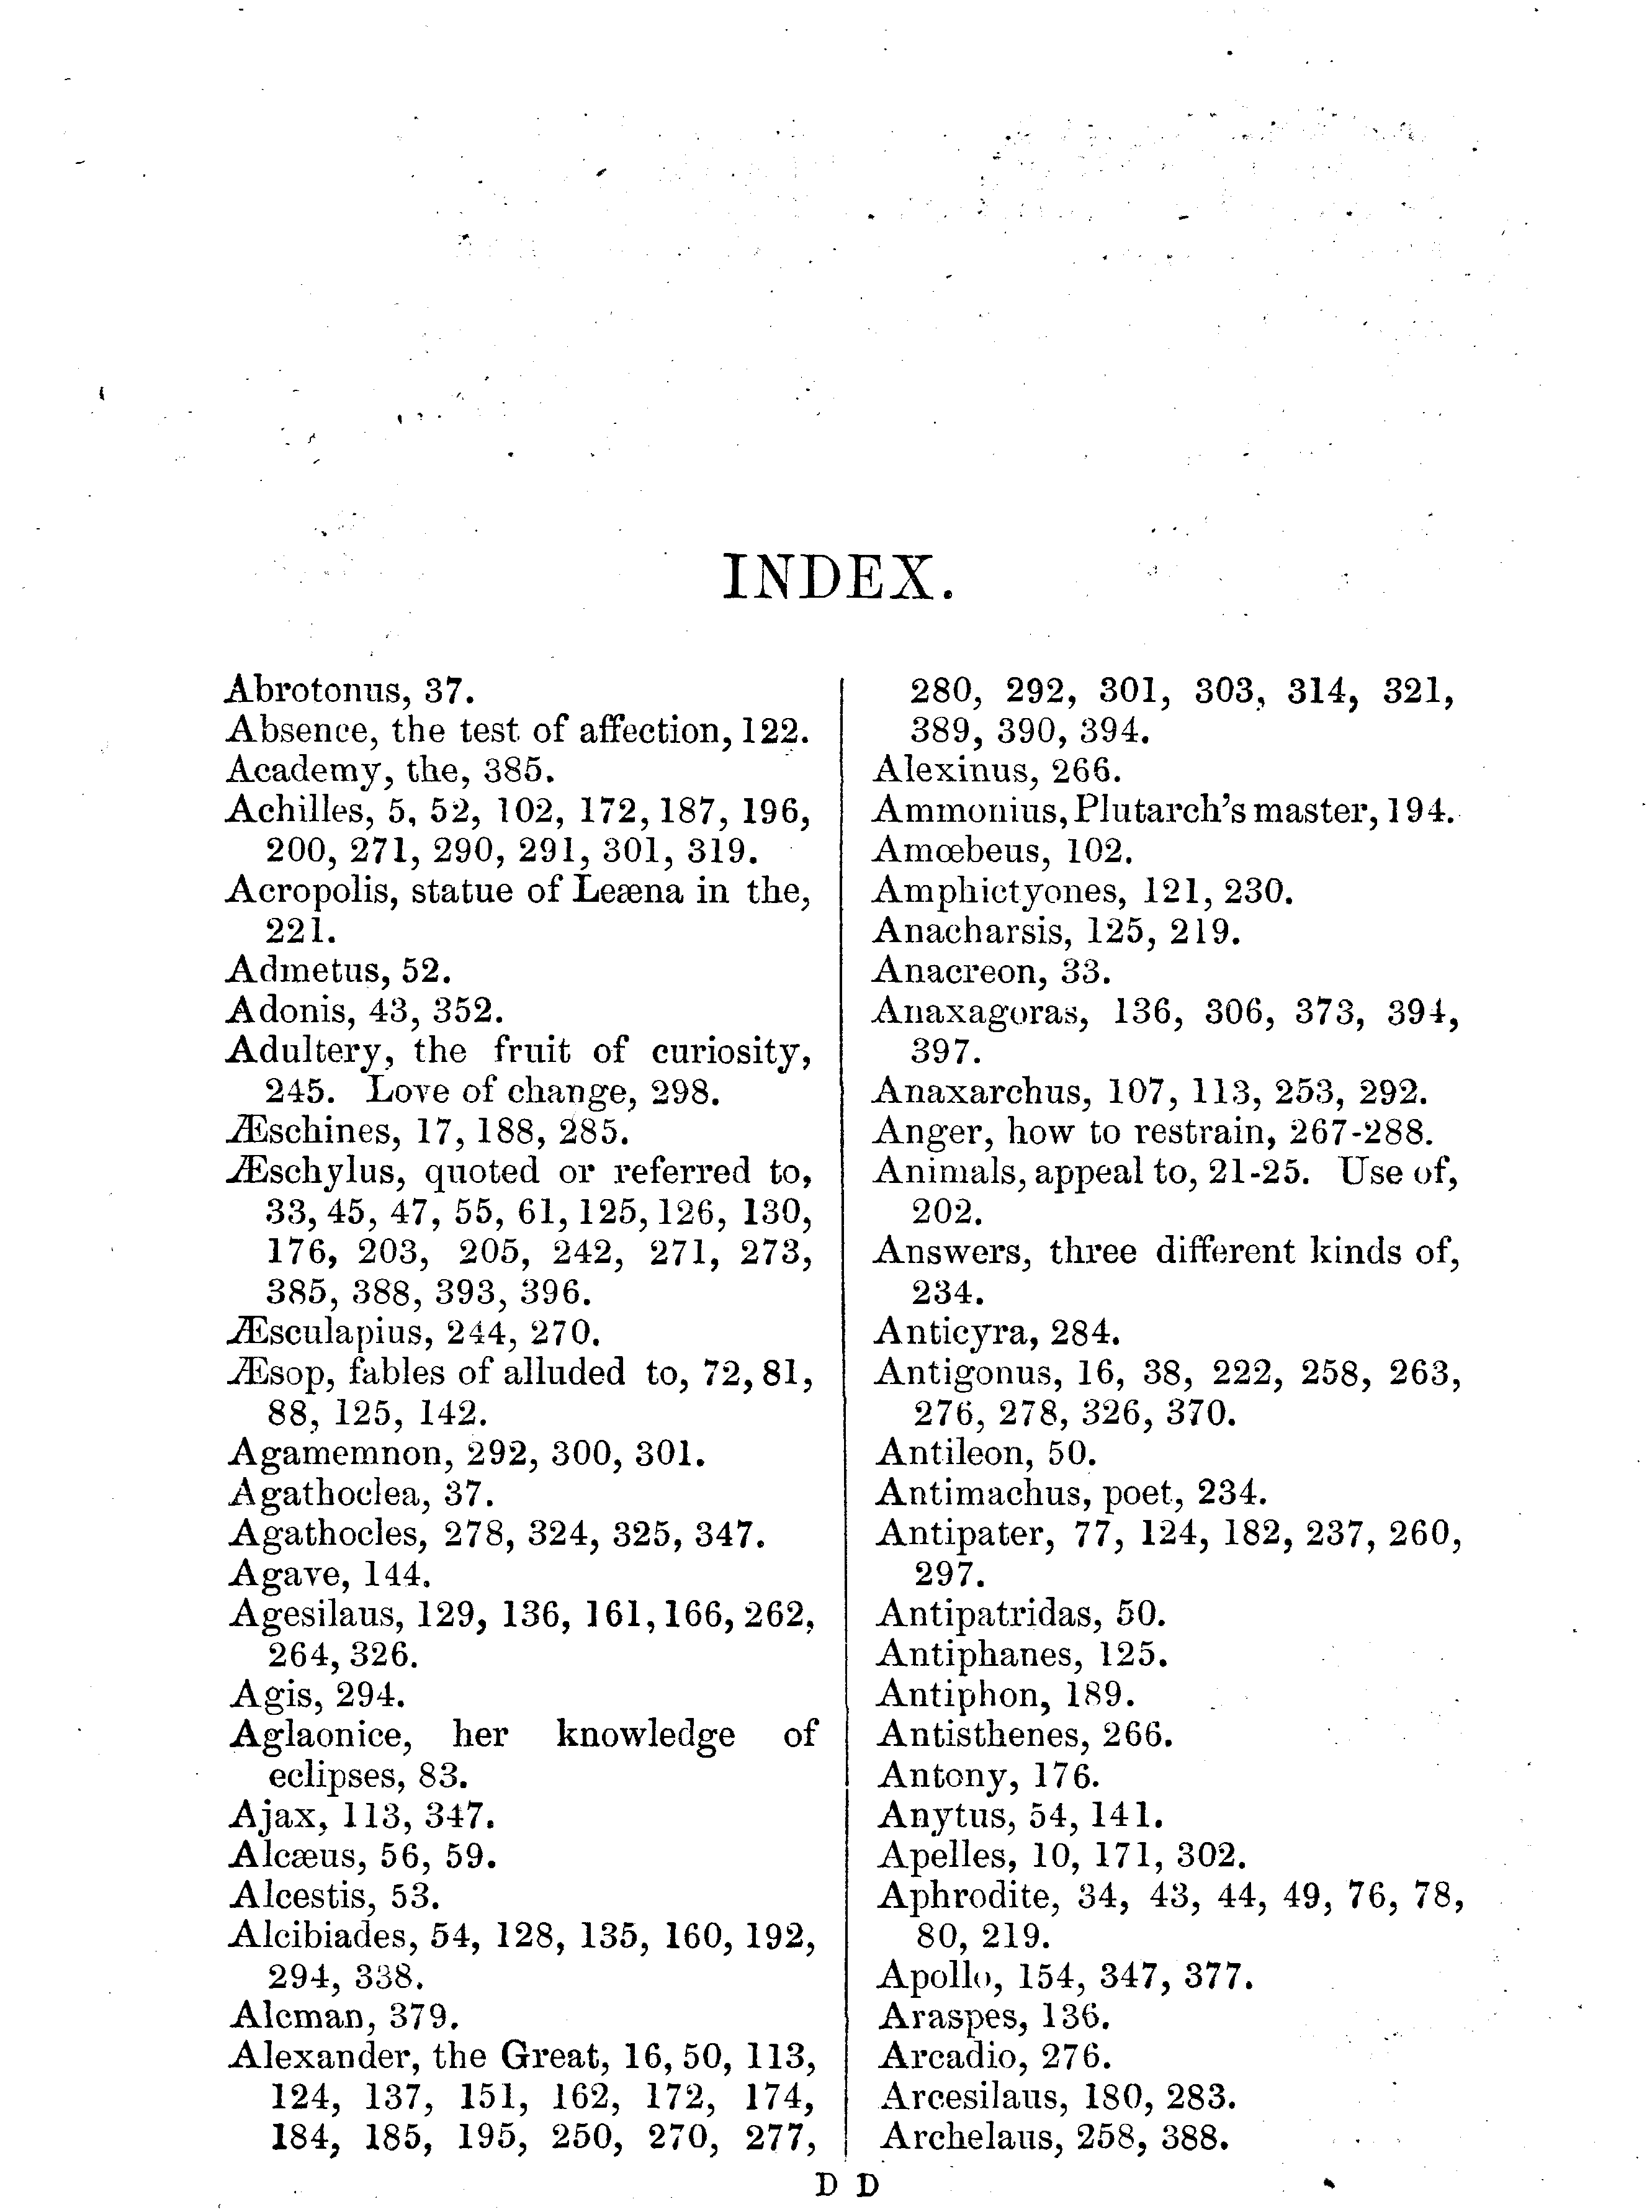 INDEX.
Abrotonus, 37.
Absence, the test of affection, 122.
Academy, the, 385.
Achilles, 5, 52, 102, 172, 187, 196,
200, 271, 290, 291, 301, 319.
Acropolis, statue of Leæna in the,
221.
Admetus, 52.
Adonis, 43, 352.
Adultery, the fruit of curiosity,
245. Love of change, 298.
Æschines, 17, 188, 285.
Æschylus, quoted or referred to,
33, 45, 47, 55, 61, 125, 126, 130,
176, 203, 205, 242, 271, 273,
385, 388, 393, 396.
Æsculapius, 244, 270.
Æsop, fables of alluded to, 72, 81,
88, 125, 142.
Agamemnon, 292, 300, 301.
Agathoclea, 37.
Agathocles, 278, 324, 325, 347.
Agave, 144.
Agesilaus, 129, 136, 161, 166, 262,
264, 326.
Agis, 294.
Aglaonice, her knowledge of
eclipses, 83.
Ajax, 113, 347.
Alcæus, 56, 59.
Alcestis, 53.
Alcibiades, 54, 128, 135, 160, 192,
294, 338.
Alcman, 379.
Alexander, the Great, 16, 50, 113,
124, 137, 151, 162, 172, 174,
184, 185, 195, 250, 270, 277,
280, 292, 301, 303, 314, 321,
389, 390, 394.
Alexinus, 266.
Ammonius, Plutarch's master, 194.
Amœbeus, 102.
Amphictyones, 121, 230.
Anacharsis, 125, 219.
Anacreon, 33.
Anaxagoras, 136, 306, 373, 394,
397.
Anaxarchus, 107, 113, 253, 292.
Anger, how to restrain, 267-288.
Animals, appeal to, 21-25. Use of,
202.
Answers, three different kinds of,
234.
Anticyra, 284.
Antigonus, 16, 38, 222, 258, 263,
276, 278, 326, 370.
Antileon, 50.
Antimachus, poet, 234.
Antipater, 77, 124, 182, 237, 260,
297.
Antipatridas, 50.
Antiphanes, 125.
Antiphon, 189.
Antisthenes, 266.
Antony, 176.
Anytus, 54, 141.
Apelles, 10, 171, 302.
Aphrodite, 34, 43, 44, 49, 76, 78,
80, 219.
Apollo, 154, 347, 377.
Araspes, 136.
Arcadio, 276.
Arcesilaus, 180, 283.
Archelaus, 258, 388.
D D